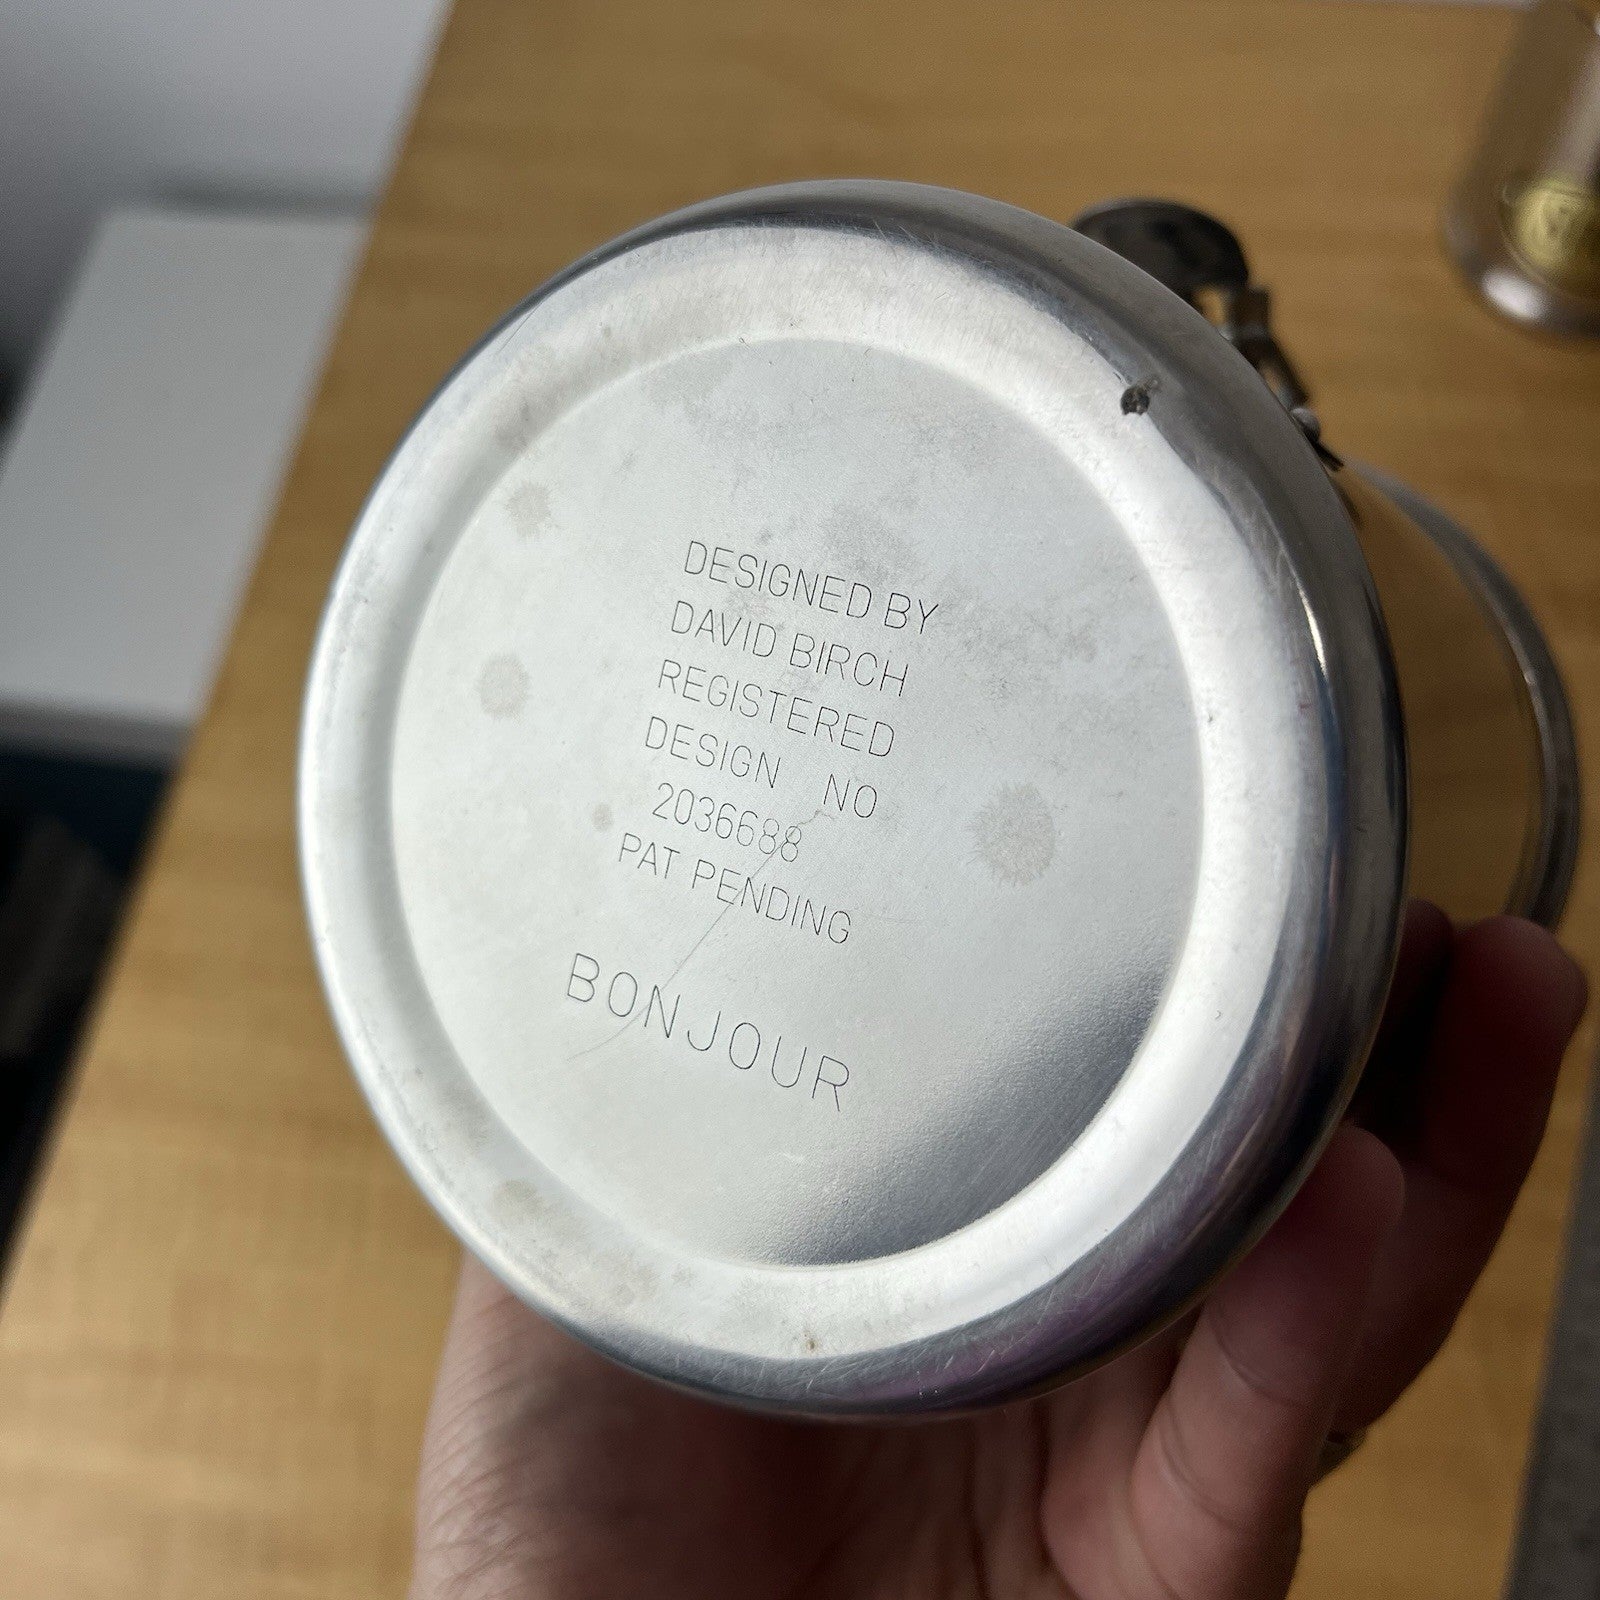 DESIGNED BY
DAVID BIRCH
REGISTERED
DESIGN NO
2036688
PAT PENDING
BONJOUR